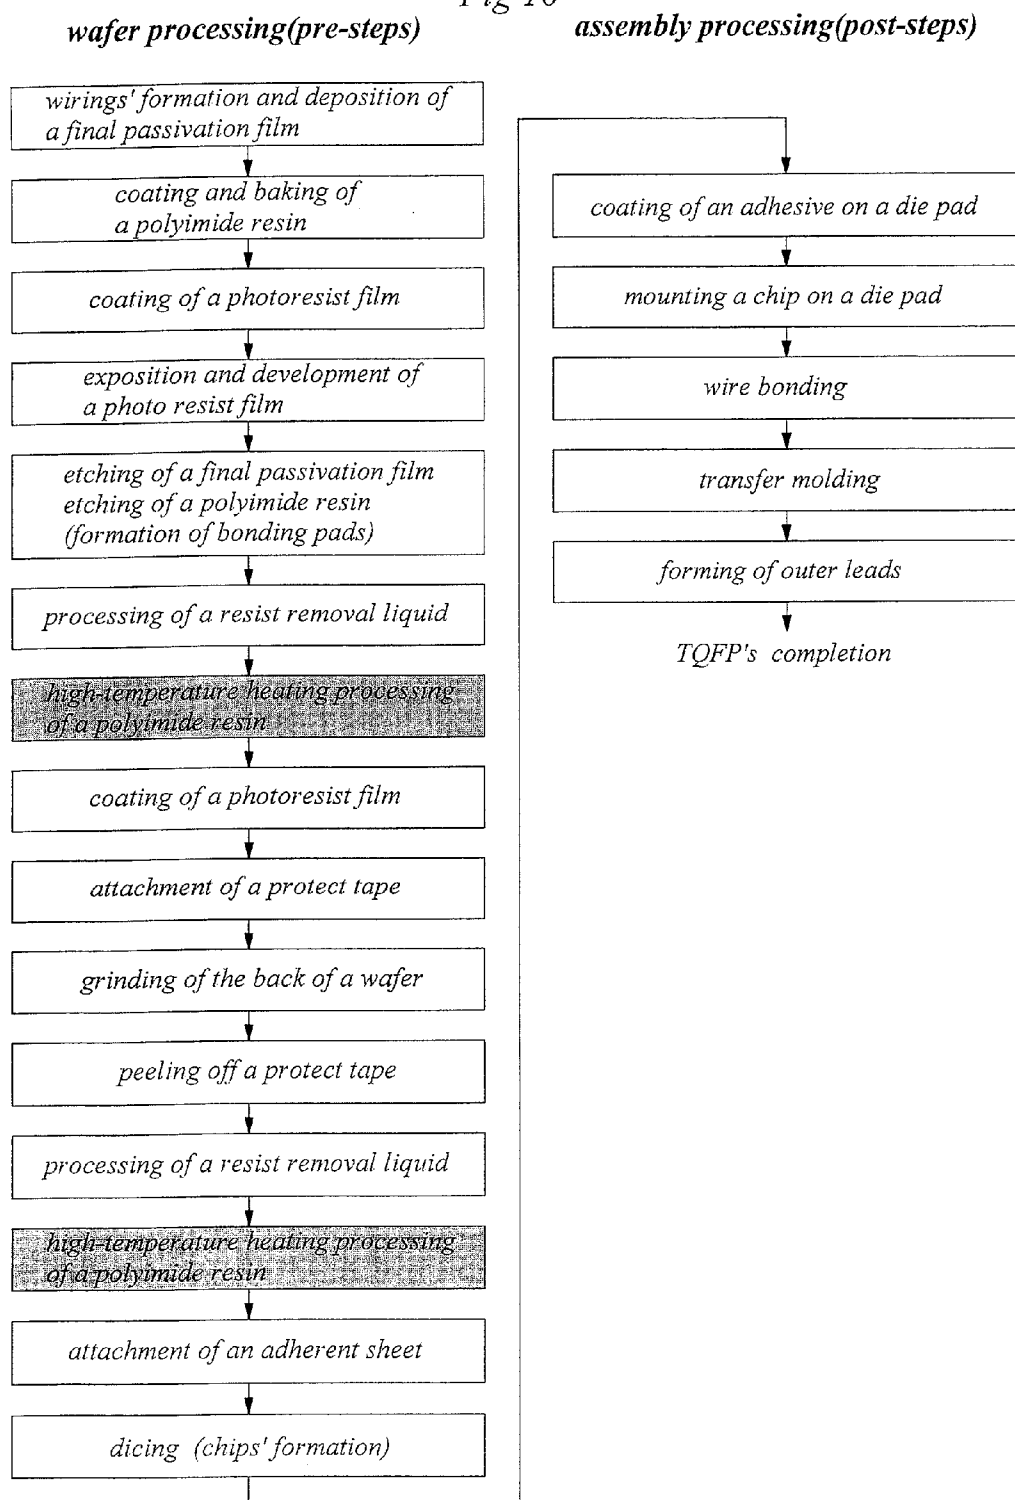 Fig 10
wafer processing(pre-steps)
wirings' formation and deposition of
a final passivation film
coating and baking of
a polyimide resin
coating of a photoresist film
exposition and development of
a photo resist film
etching of a final passivation film
etching of a polyimide resin
(formation of bonding pads)
processing of a resist removal liquid
high-temperature heating processing
of a polyimide resin
coating of a photoresist film
attachment of a protect tape
grinding of the back of a wafer
peeling off a protect tape
processing of a resist removal liquid
high-temperature heating processing
of a polyimide resin
attachment of an adherent sheet
dicing (chips' formation)
assembly processing(post-steps)
coating of an adhesive on a die pad
mounting a chip on a die pad
wire bonding
transfer molding
forming of outer leads
TQFP's completion